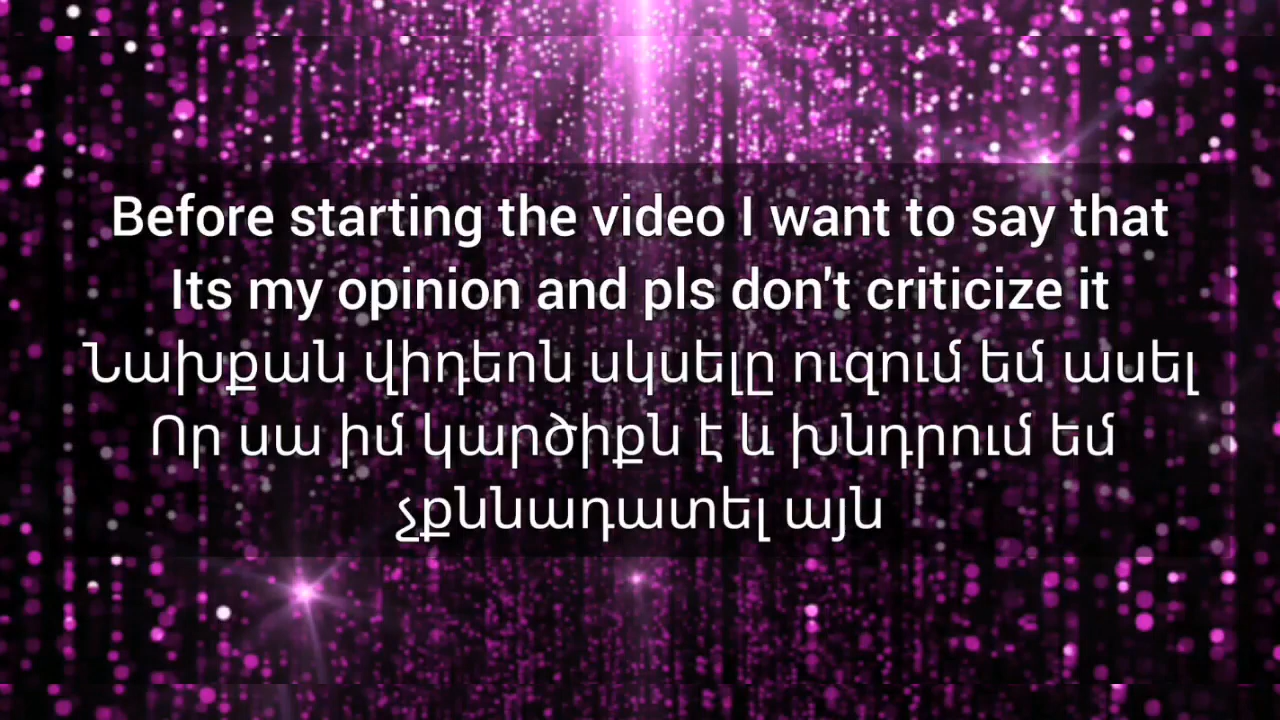 Before starting the video I want to say that
Its my opinion and pls don't criticize it
Նախքան վիդեոն սկսելը ուզում եմ ասել
Որ սա իմ կարծիքն է և խնդրում եմ
չքննադատել այն